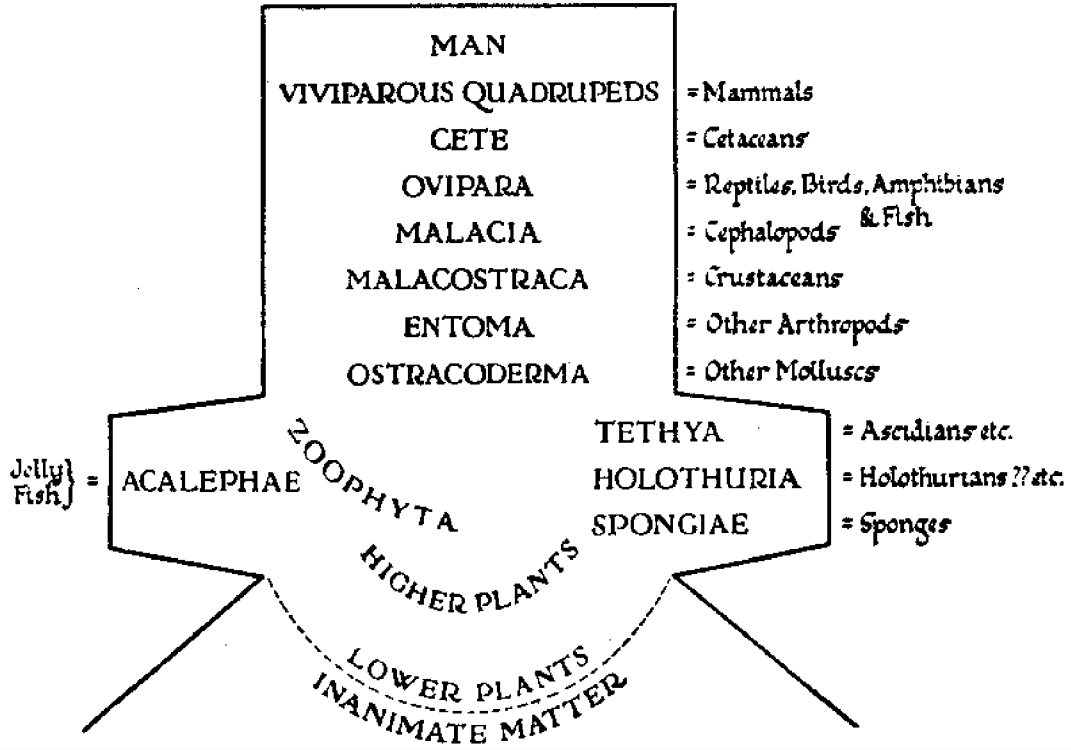 MAN
VIVIPAROUS QUADRUPEDS = Mammals
CETE = Cetaceans
OVIPARA = Reptiles, Birds, Amphibians
& Fish
MALACIA = Cephalopods
MALACOSTRACA = Crustaceans
ENTOMA = Other Arthropods
OSTRACODERMA = Other Molluscs
TETHYA = Ascidians etc.
ZOOPHYTA
Jelly
Fish } = ACALEPHAE
HOLOTHURIA = Holothurians ?? etc.
SPONGIAE = Sponges
HIGHER PLANTS
LOWER PLANTS
INANIMATE MATTER